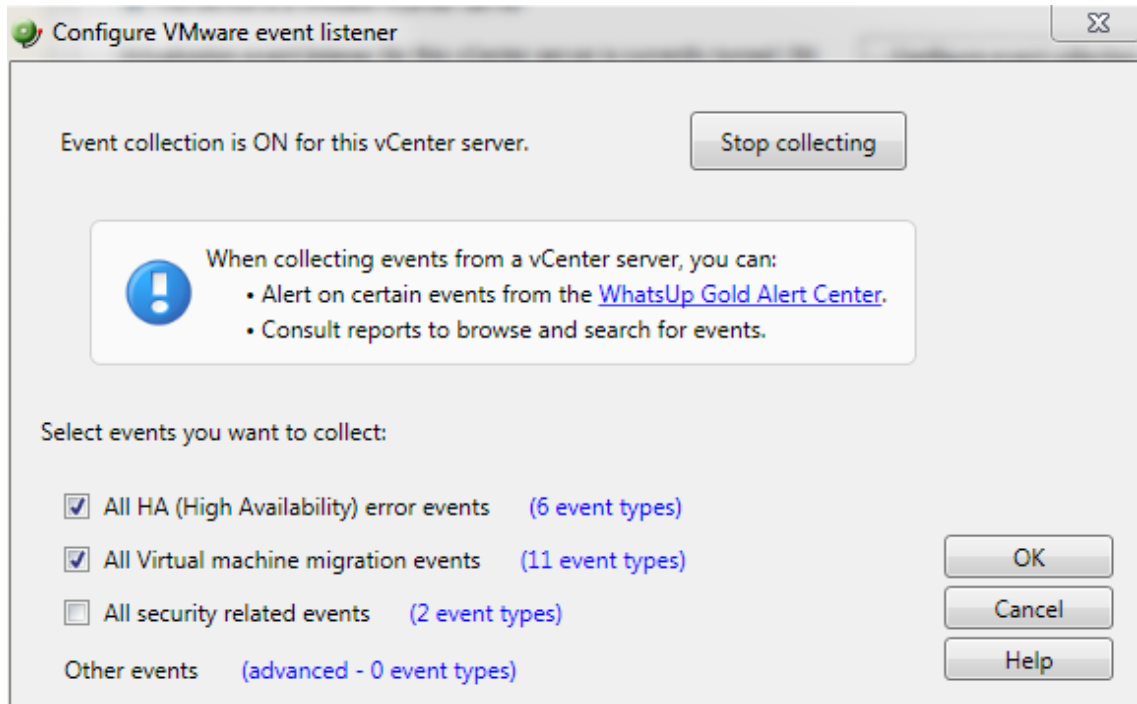 Configure VMware event listener
Event collection is ON for this vCenter server.
Stop collecting
When collecting events from a vCenter server, you can:
• Alert on certain events from the WhatsUp Gold Alert Center.
• Consult reports to browse and search for events.
Select events you want to collect:
All HA (High Availability) error events (6 event types)
All Virtual machine migration events (11 event types)
OK
All security related events (2 event types)
Cancel
Other events (advanced - 0 event types)
Help